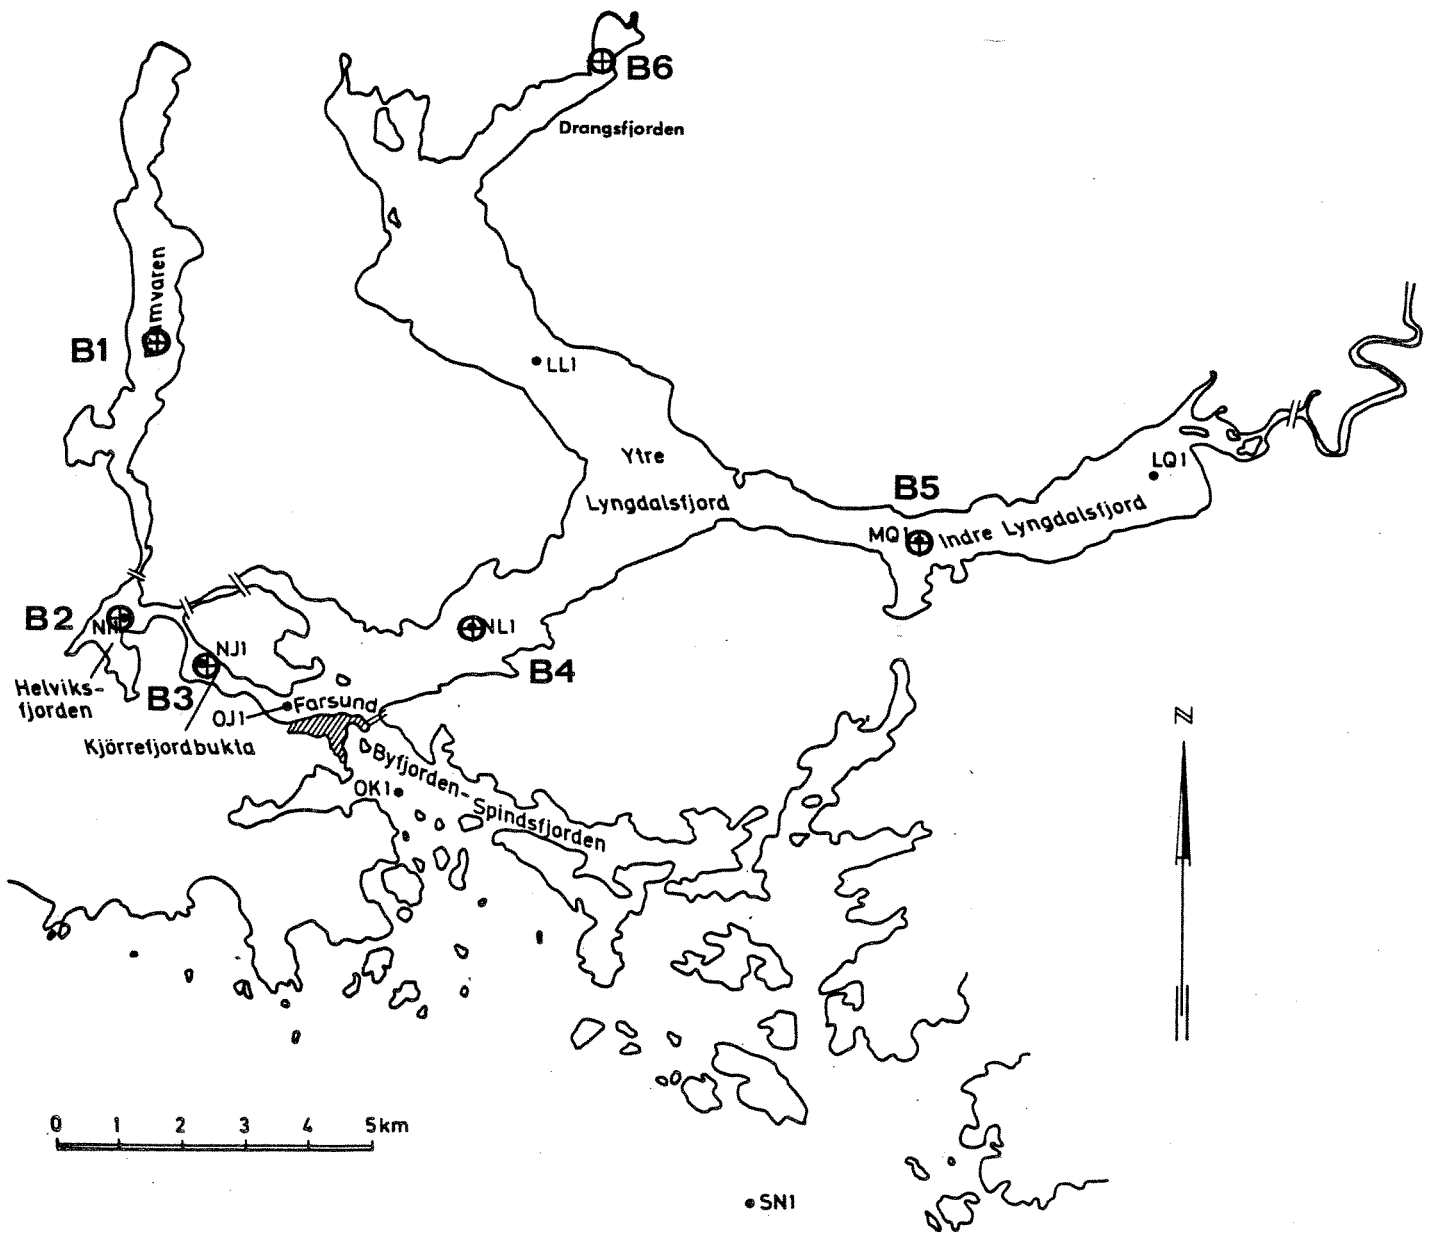 B6
Drangsfjorden
B1
LL1
Ytre
Lyngdalsfjord
B5
LQ1
MQ1
Indre Lyngdalsfjord
B2
NJ1
NL1
B4
Helviks-
fjorden
B3
OJ1
Farsund
Kjörrefjordbukta
Byfjorden-
Spindsfjorden
OK1
N
0 1 2 3 4 5km
SN1